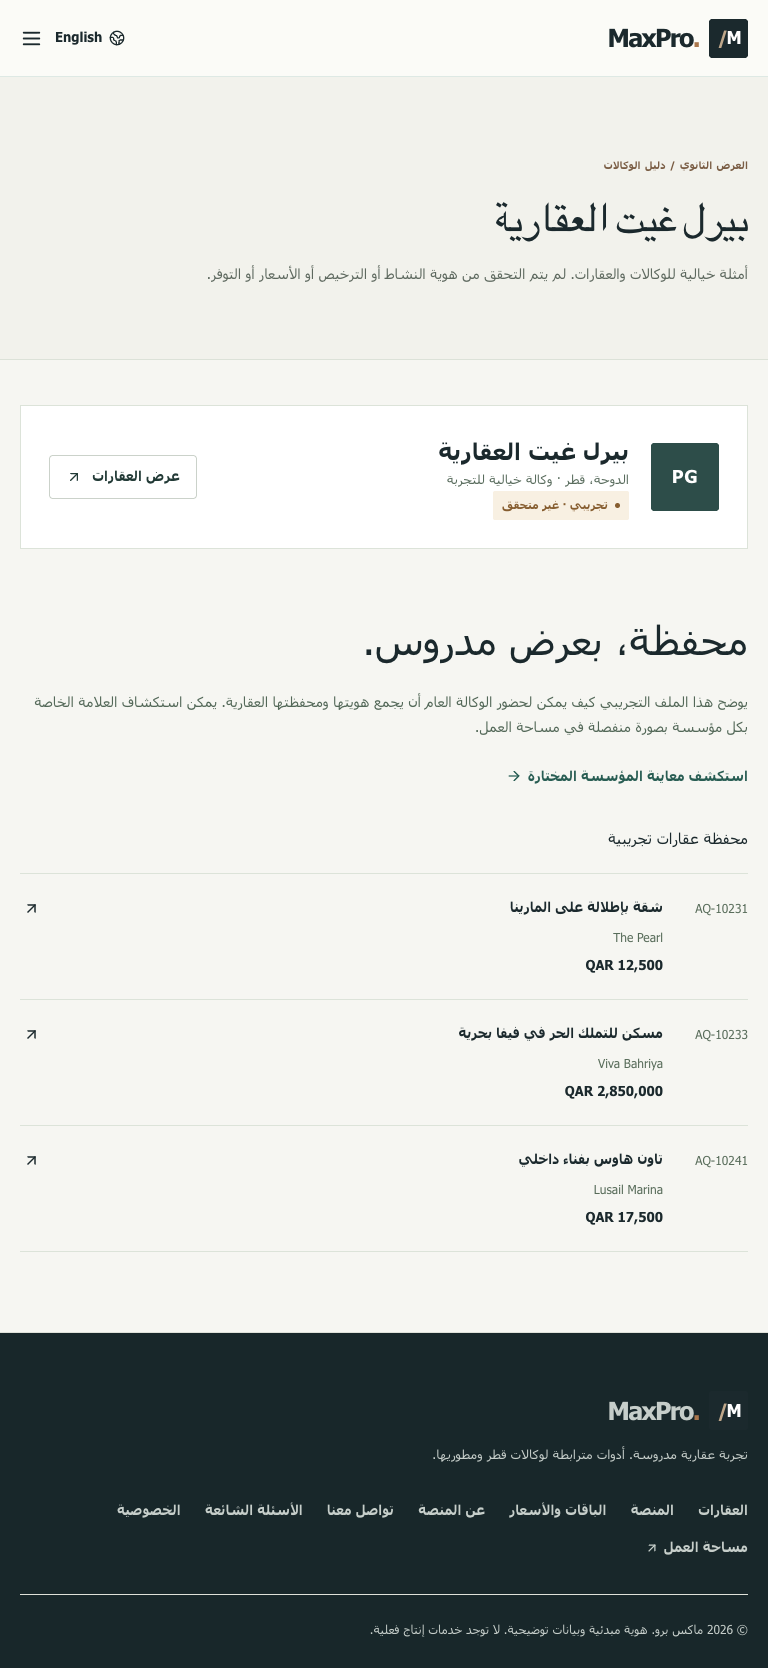 M/ MaxPro.
English
العرض الثانوي / دليل الوكالات
بيرل غيت العقارية
أمثلة خيالية للوكالات والعقارات. لم يتم التحقق من هوية النشاط أو الترخيص أو الأسعار أو التوفر.
PG
بيرل غيت العقارية
الدوحة، قطر · وكالة خيالية للتجربة
تجريبي · غير متحقق
عرض العقارات
محفظة، بعرض مدروس.
يوضح هذا الملف التجريبي كيف يمكن لحضور الوكالة العام أن يجمع هويتها ومحفظتها العقارية. يمكن استكشاف العلامة الخاصة
بكل مؤسسة بصورة منفصلة في مساحة العمل.
استكشف معاينة المؤسسة المختارة
محفظة عقارات تجريبية
AQ-10231
شقة بإطلالة على المارينا
The Pearl
QAR 12,500
AQ-10233
مسكن للتملك الحر في فيفا بحرية
Viva Bahriya
QAR 2,850,000
AQ-10241
تاون هاوس بفناء داخلي
Lusail Marina
QAR 17,500
M/ MaxPro.
تجربة عقارية مدروسة. أدوات مترابطة لوكالات قطر ومطوريها.
العقارات المنصة الباقات والأسعار عن المنصة تواصل معنا الأسئلة الشائعة الخصوصية
مساحة العمل
© 2026 ماكس برو. هوية مبدئية وبيانات توضيحية. لا توجد خدمات إنتاج فعلية.